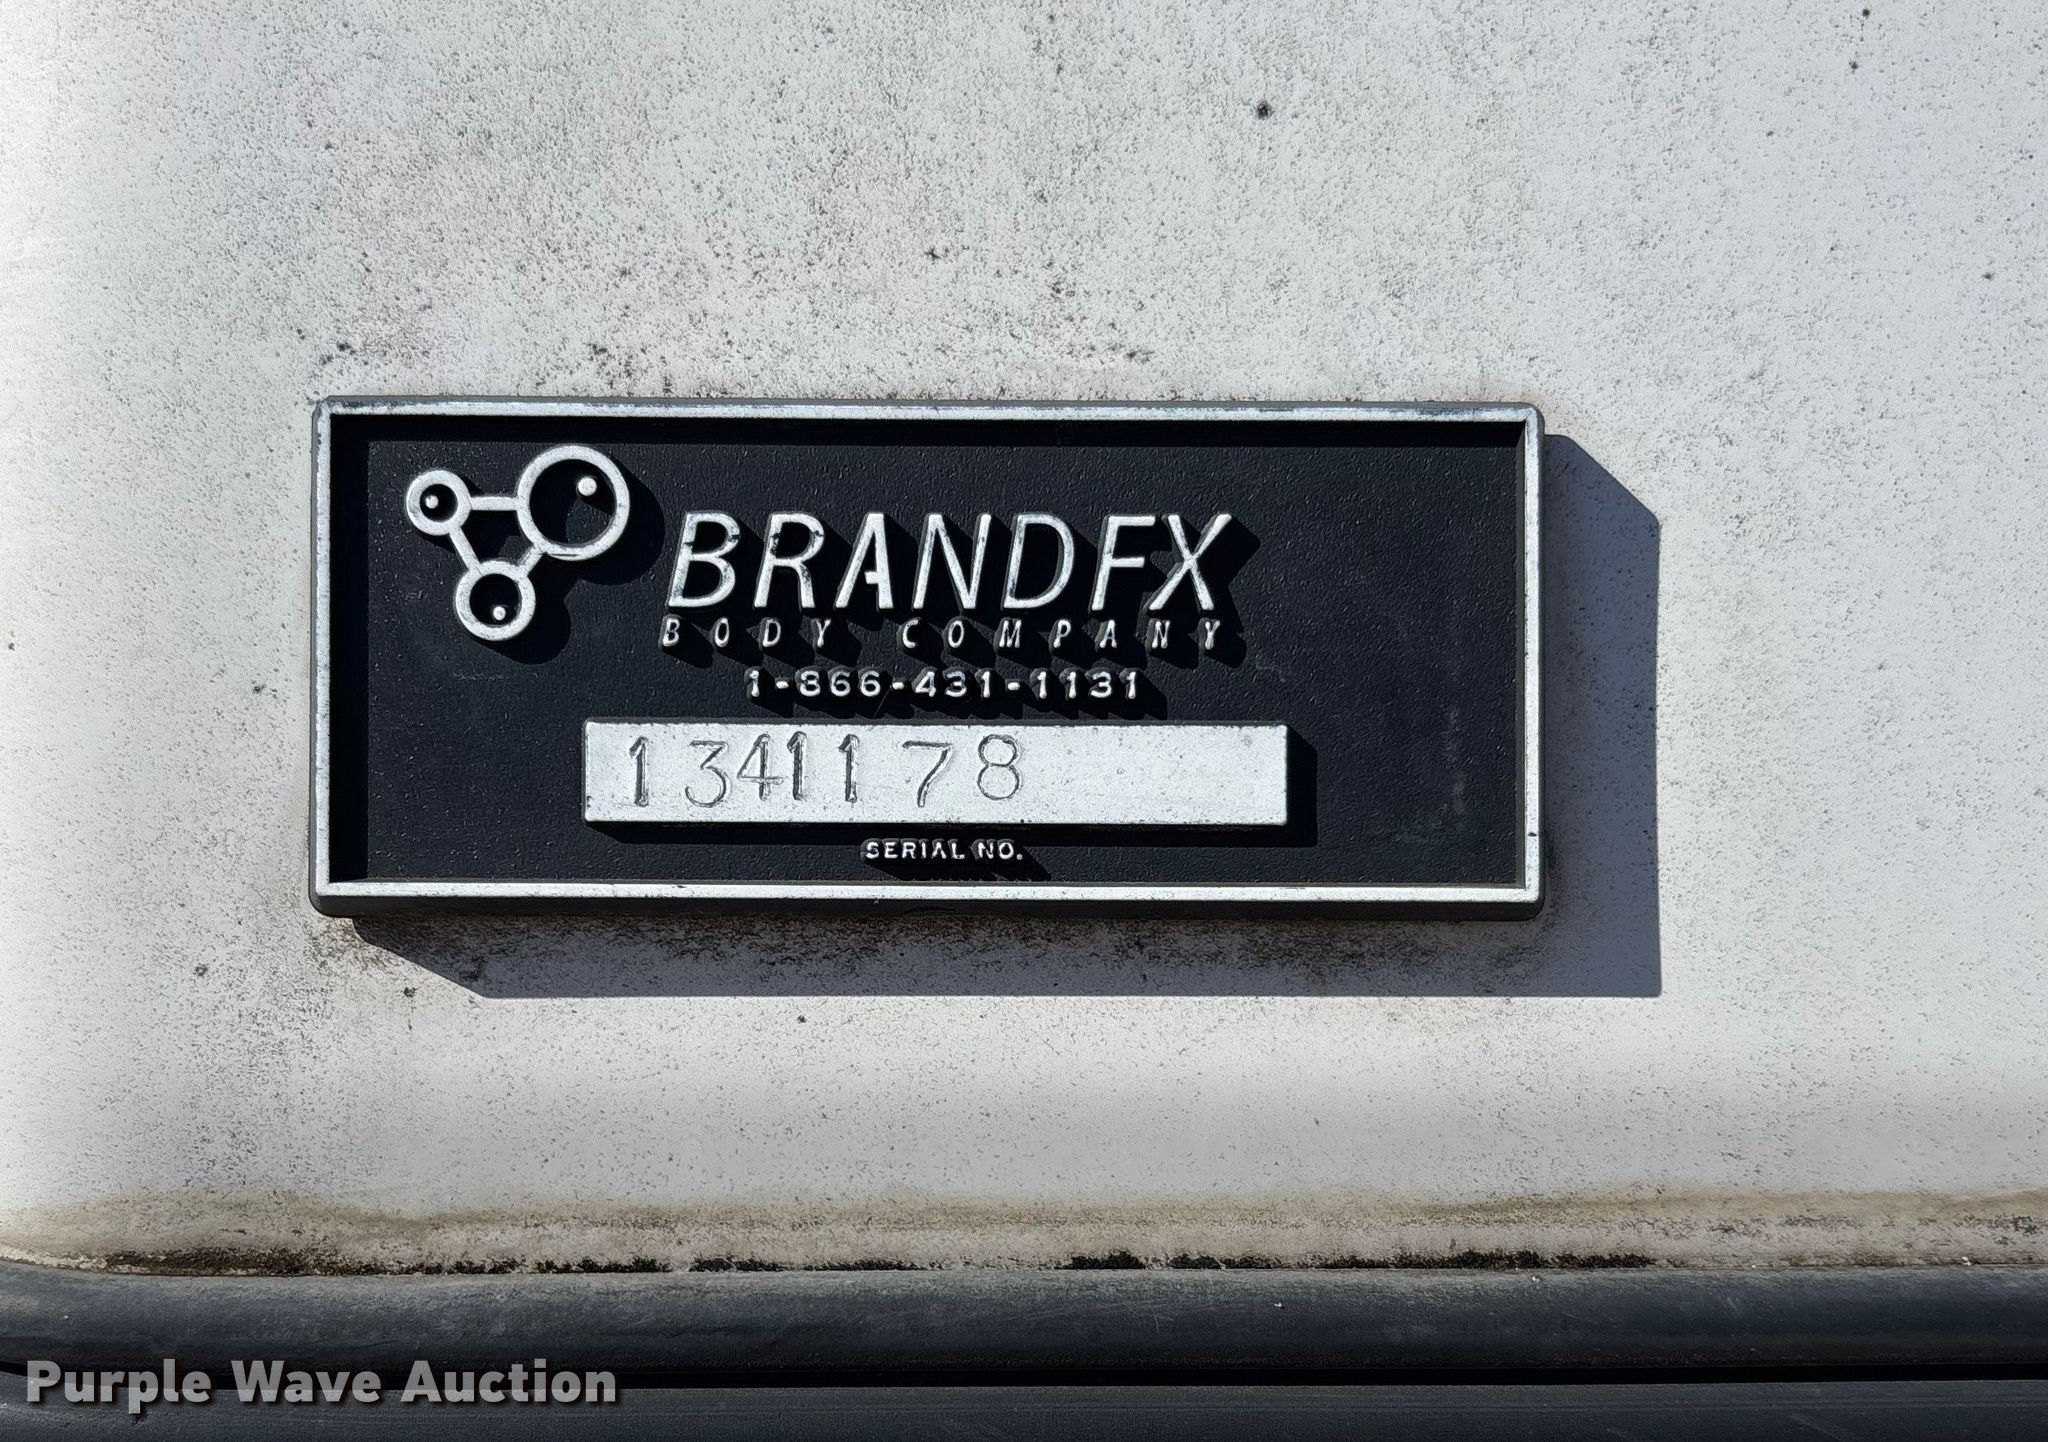 BRANDFX
BODY COMPANY
1-866-431-1131
1341178
SERIAL NO.
Purple Wave Auction